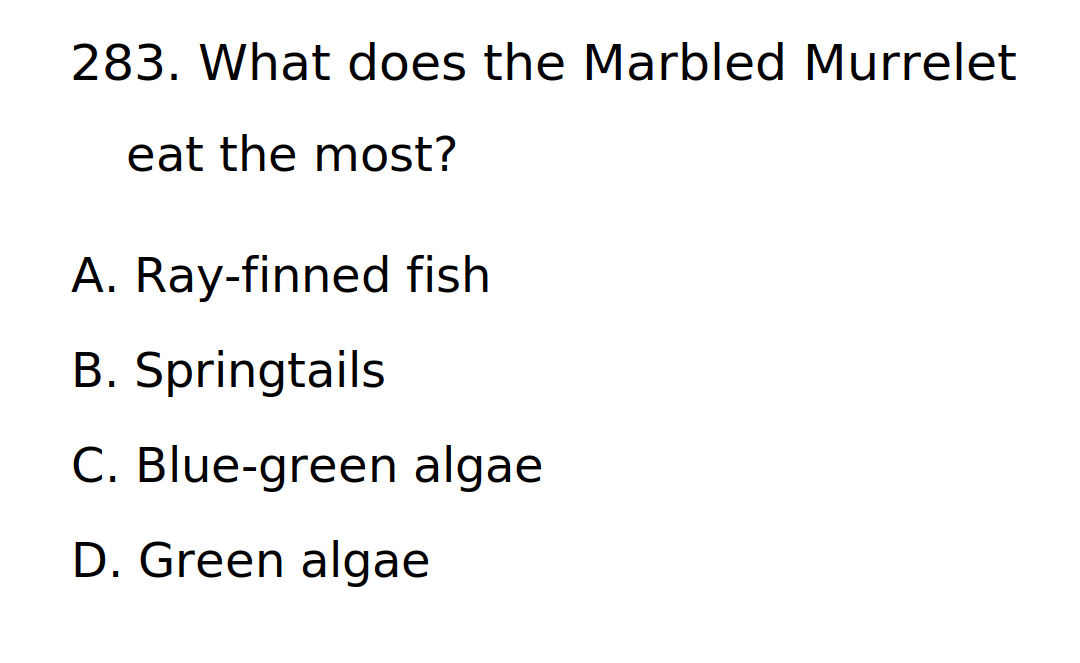 283. What does the Marbled Murrelet
eat the most?
A. Ray-finned fish
B. Springtails
C. Blue-green algae
D. Green algae